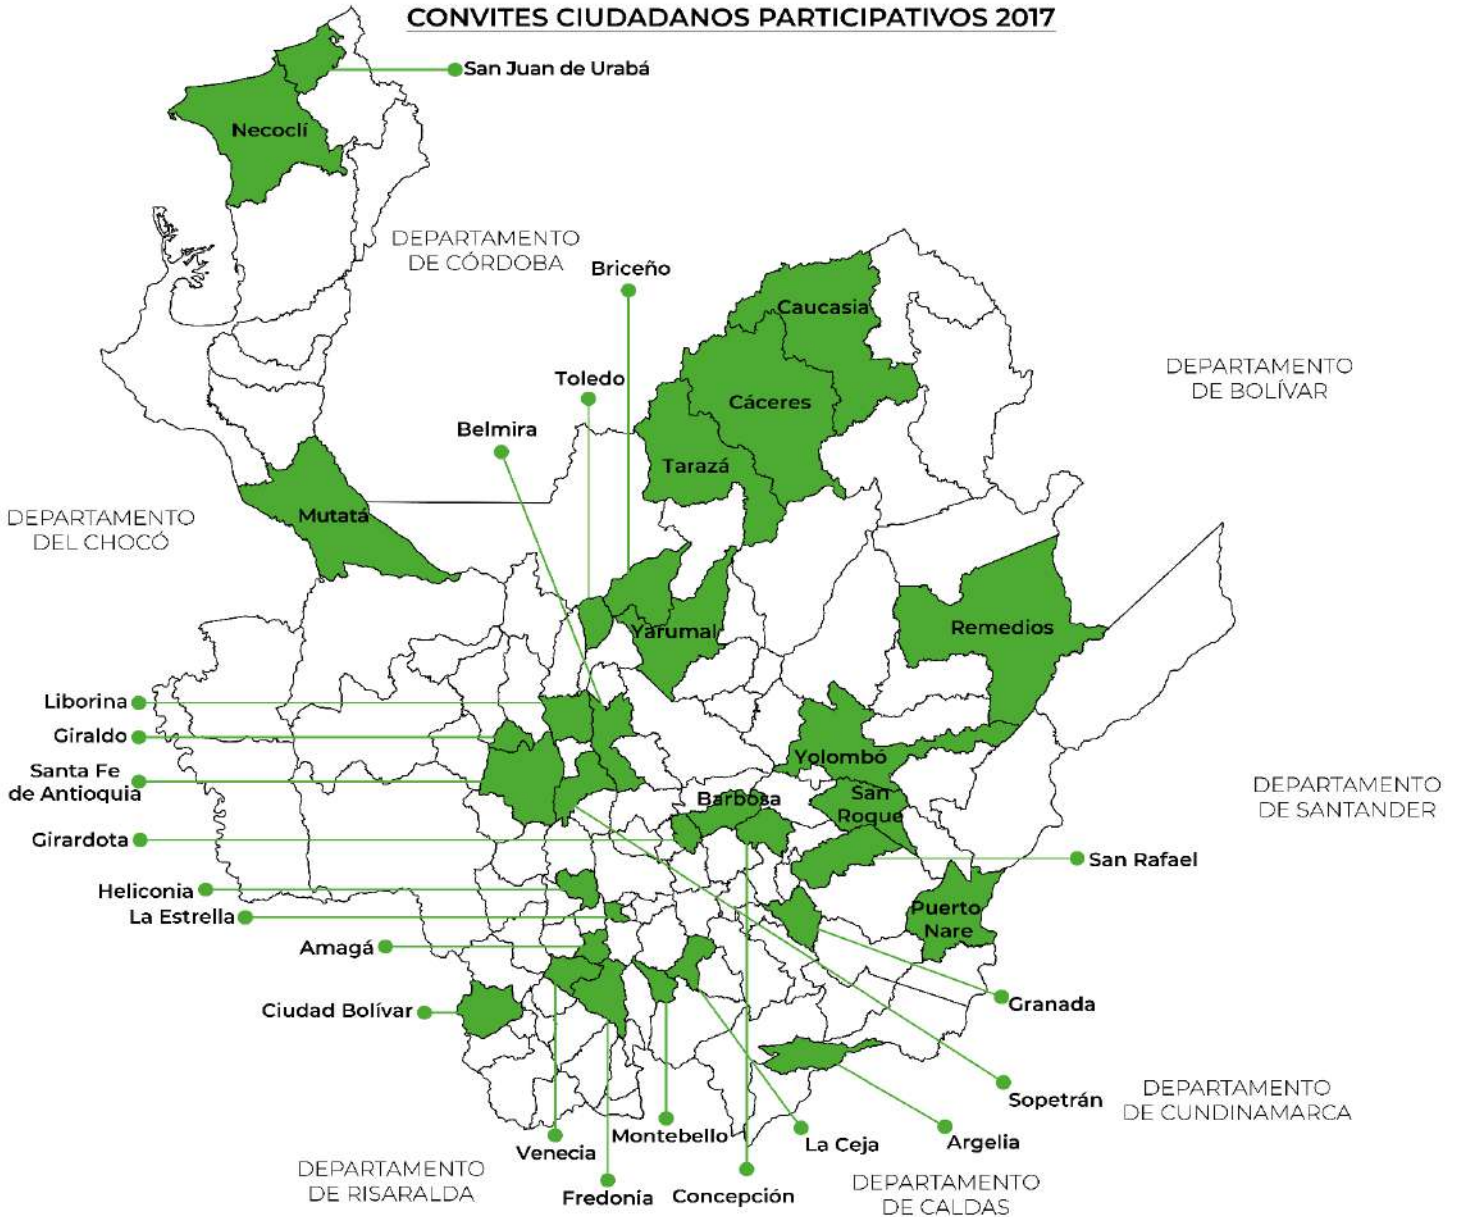 CONVITES CIUDADANOS PARTICIPATIVOS 2017
San Juan de Urabá
Necoclí
DEPARTAMENTO
DE CÓRDOBA
Briceño
Caucasia
DEPARTAMENTO
DE BOLÍVAR
Toledo
Cáceres
Belmira
Tarazá
Mutatá
DEPARTAMENTO
DEL CHOCÓ
Remedios
Yarumal
Liborina
Giraldo
Yolombó
Santa Fe
de Antioquia
DEPARTAMENTO
DE SANTANDER
Barbosa
San
Roque
Girardota
San Rafael
Heliconia
La Estrella
Puerto
Nare
Amagá
Granada
Ciudad Bolívar
Sopetrán
DEPARTAMENTO
DE CUNDINAMARCA
Montebello
La Ceja
Argelia
Venecia
DEPARTAMENTO
DE RISARALDA
Fredonia
Concepción
DEPARTAMENTO
DE CALDAS